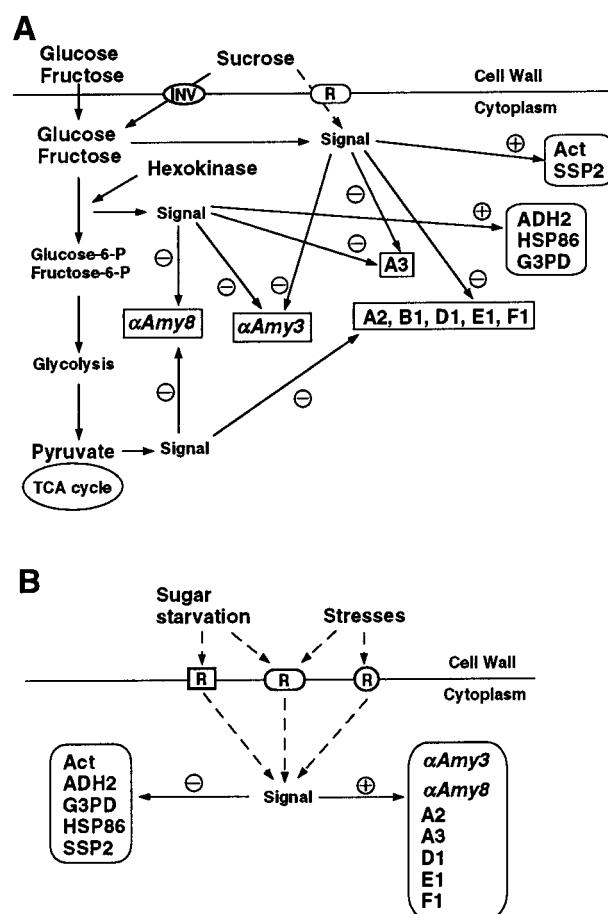 A
Glucose
Fructose
Sucrose
INV
R
Cell Wall
Cytoplasm
Glucose
Fructose
Signal
⊕
Act
SSP2
Hexokinase
Signal
⊖
⊕
ADH2
HSP86
G3PD
Glucose-6-P
Fructose-6-P
⊖
⊖
⊖
⊖
A3
⊖
αAmy8
αAmy3
A2, B1, D1, E1, F1
Glycolysis
⊖
⊖
Pyruvate
Signal
TCA cycle
B
Sugar
starvation
Stresses
R
R
R
Cell Wall
Cytoplasm
Act
ADH2
G3PD
HSP86
SSP2
⊖
Signal
⊕
αAmy3
αAmy8
A2
A3
D1
E1
F1